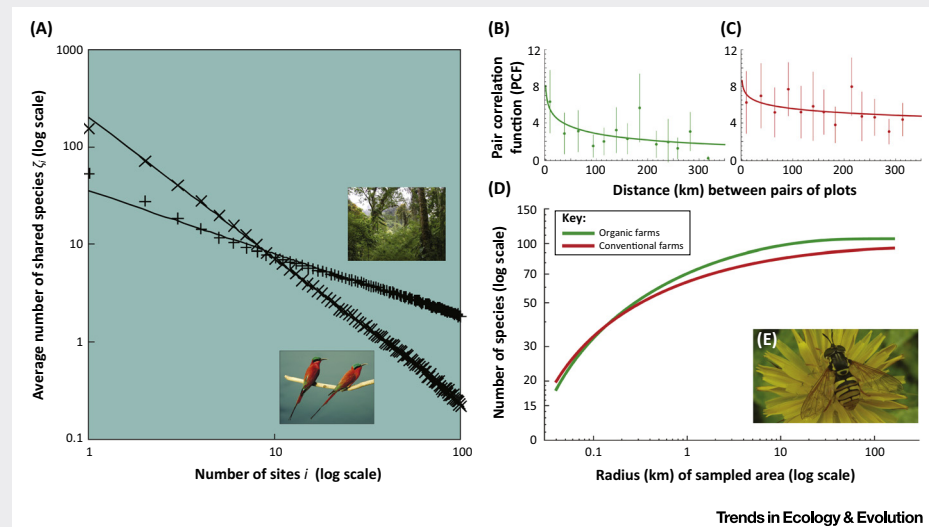 (A)
1000
100
10
1
0.1
1
10
100
Average number of shared species ζi (log scale)
Number of sites i (log scale)
(B)
12
8
4
0
0
100
200
300
Pair correlation
function (PCF)
(C)
12
8
4
0
0
100
200
300
Distance (km) between pairs of plots
(D)
150
100
70
50
30
20
15
10
0
Number of species (log scale)
Key:
Organic farms
Conventional farms
(E)
0.1
1
10
100
Radius (km) of sampled area (log scale)
Trends in Ecology & Evolution